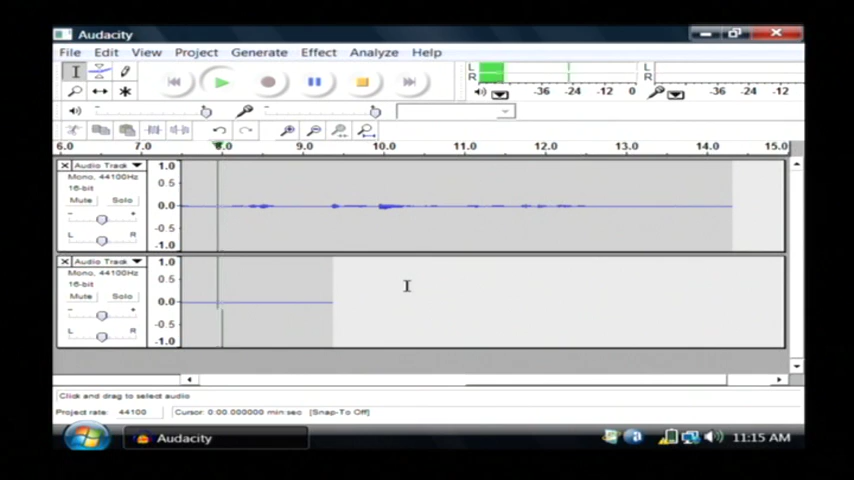 Audacity
File Edit View Project Generate Effect Analyze Help
L
R
-36 -24 -12 0
L
R
-36 -24 -12 0
6.0 7.0 8.0 9.0 10.0 11.0 12.0 13.0 14.0 15.0
Audio Track
Mono, 44100Hz
16-bit
Mute Solo
- +
L R
1.0
0.5
0.0
-0.5
-1.0
Audio Track
Mono, 44100Hz
16-bit
Mute Solo
- +
L R
1.0
0.5
0.0
-0.5
-1.0
Click and drag to select audio
Project rate: 44100 Cursor: 0:00.000000 min:sec [Snap-To Off]
Audacity 11:15 AM